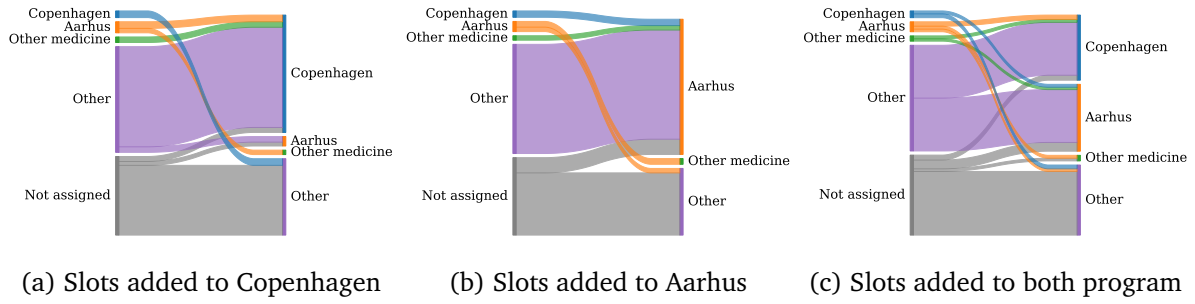 Copenhagen
Aarhus
Other medicine
Other
Not assigned
Copenhagen
Aarhus
Other medicine
Other
(a) Slots added to Copenhagen
Copenhagen
Aarhus
Other medicine
Other
Not assigned
Aarhus
Other medicine
Other
(b) Slots added to Aarhus
Copenhagen
Aarhus
Other medicine
Other
Not assigned
Copenhagen
Aarhus
Other medicine
Other
(c) Slots added to both program